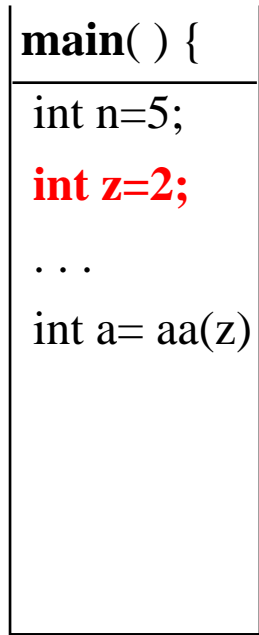 main( ) {
int n=5;
int z=2;
. . .
int a= aa(z)